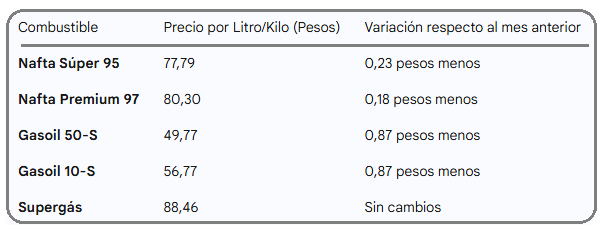 Combustible Precio por Litro/Kilo (Pesos) Variación respecto al mes anterior
Nafta Súper 95 77,79 0,23 pesos menos
Nafta Premium 97 80,30 0,18 pesos menos
Gasoil 50-S 49,77 0,87 pesos menos
Gasoil 10-S 56,77 0,87 pesos menos
Supergás 88,46 Sin cambios